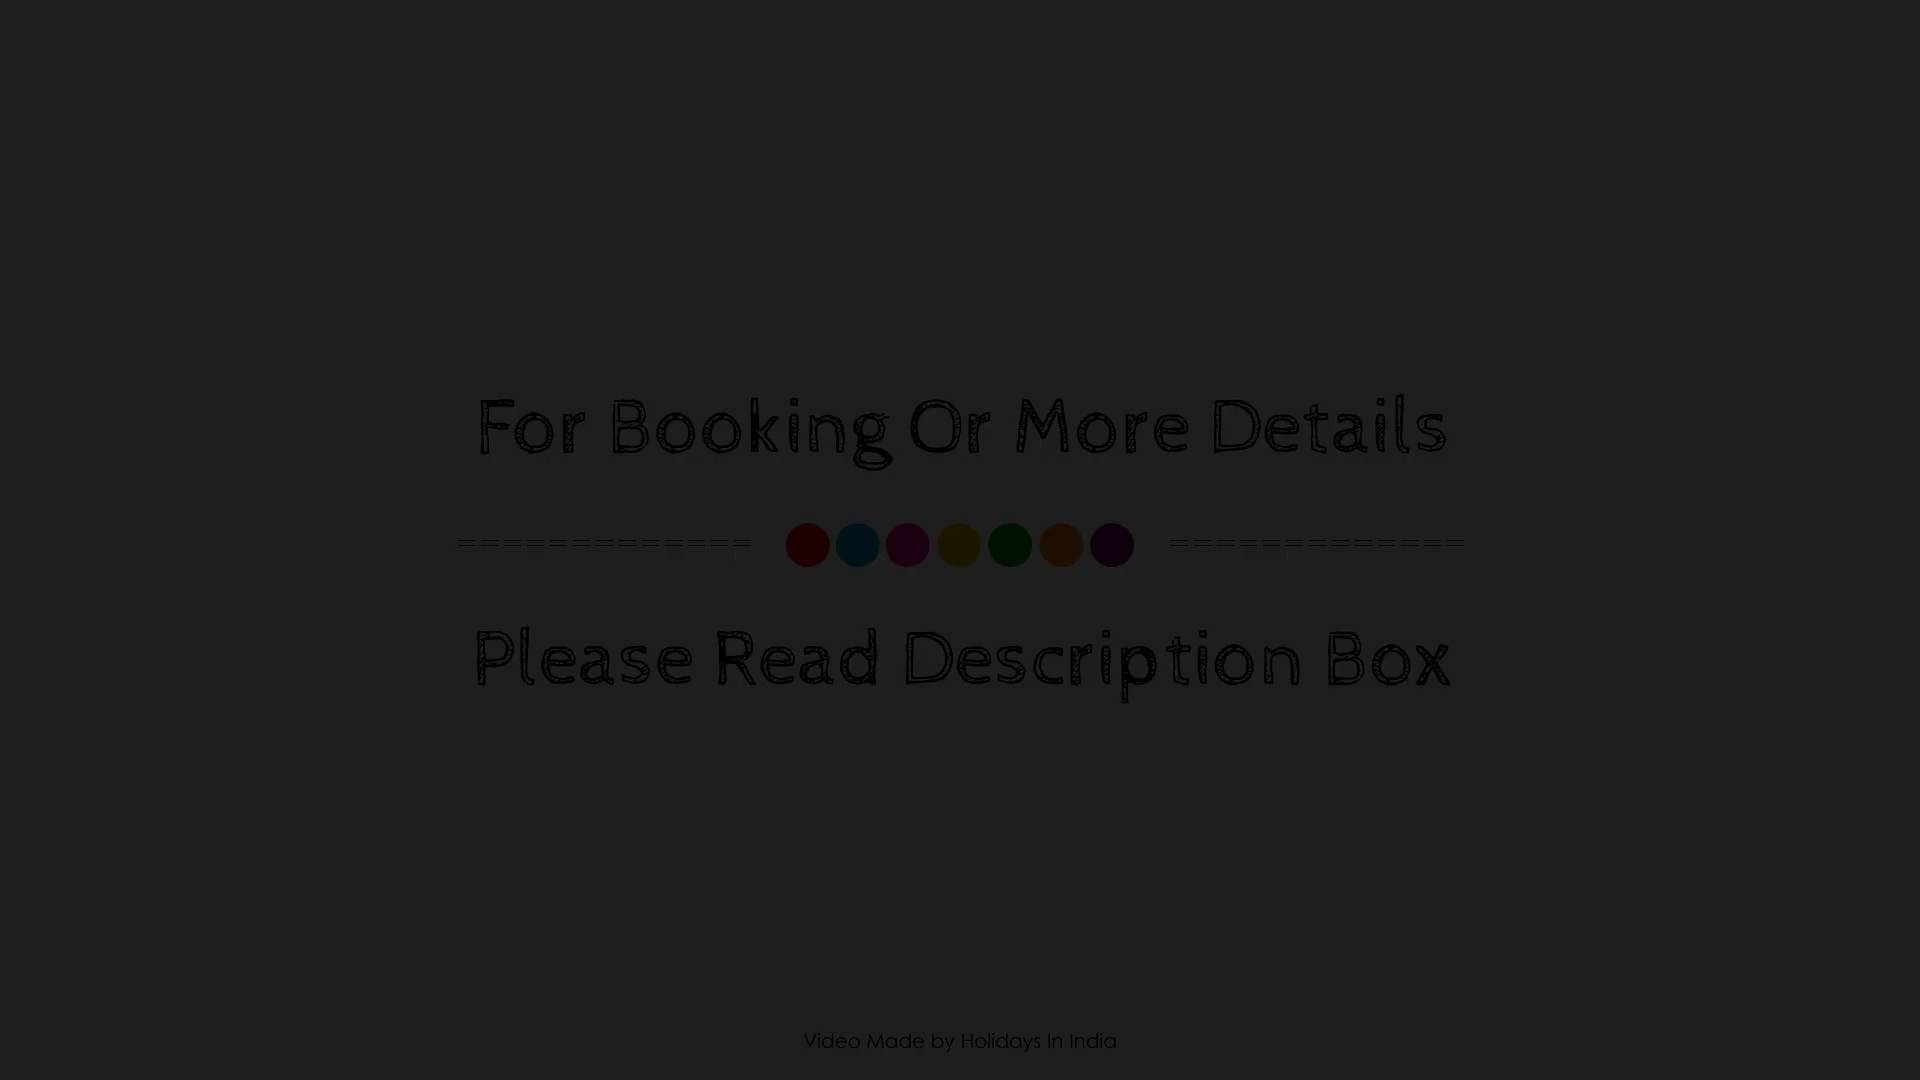 For Booking Or More Details
============= =============
Please Read Description Box
Video Made by Holidays In India